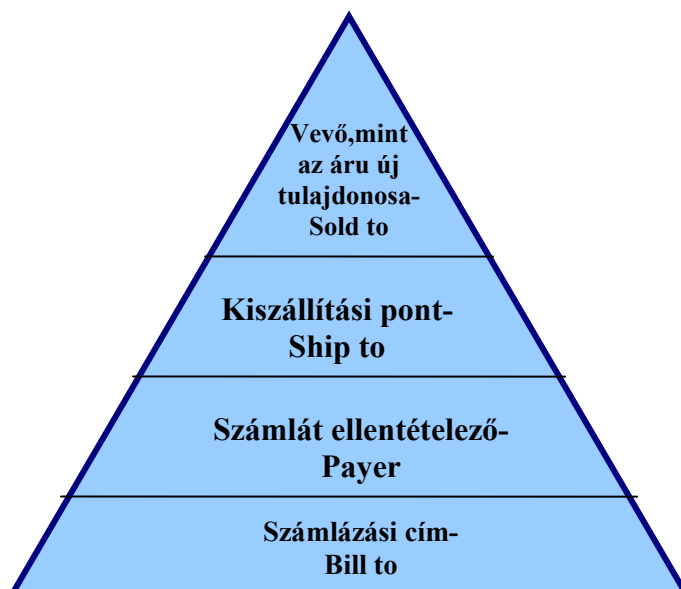 Vevő,mint
az áru új
tulajdonosa-
Sold to
Kiszállítási pont-
Ship to
Számlát ellentételező-
Payer
Számlázási cím-
Bill to